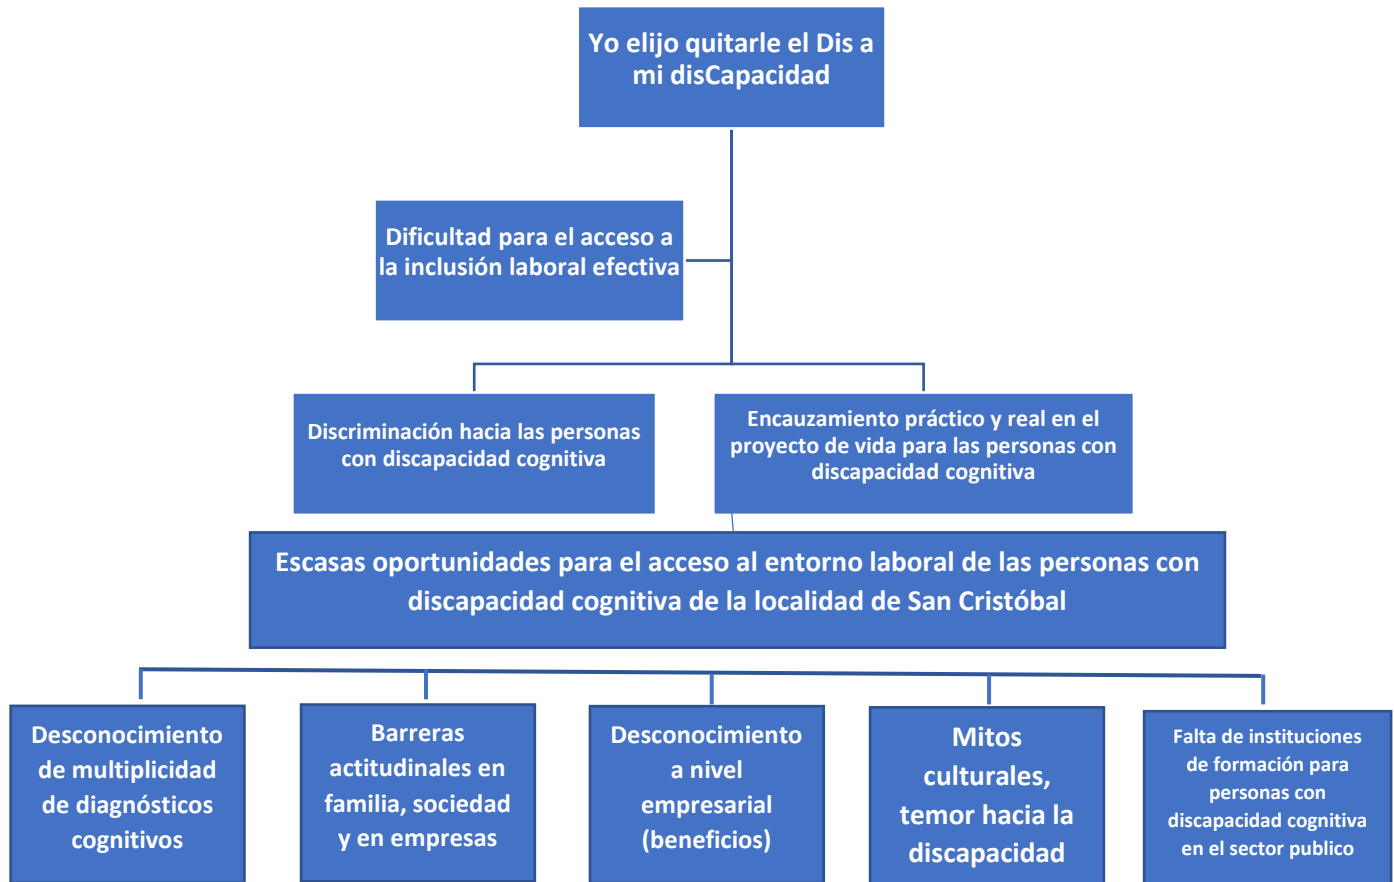 Yo elijo quitarle el Dis a
mi disCapacidad
Dificultad para el acceso a
la inclusión laboral efectiva
Discriminación hacia las personas
con discapacidad cognitiva
Encauzamiento práctico y real en el
proyecto de vida para las personas con
discapacidad cognitiva
Escasas oportunidades para el acceso al entorno laboral de las personas con
discapacidad cognitiva de la localidad de San Cristóbal
Desconocimiento
de multiplicidad
de diagnósticos
cognitivos
Barreras
actitudinales en
familia, sociedad
y en empresas
Desconocimiento
a nivel
empresarial
(beneficios)
Mitos
culturales,
temor hacia la
discapacidad
Falta de instituciones
de formación para
personas con
discapacidad cognitiva
en el sector publico